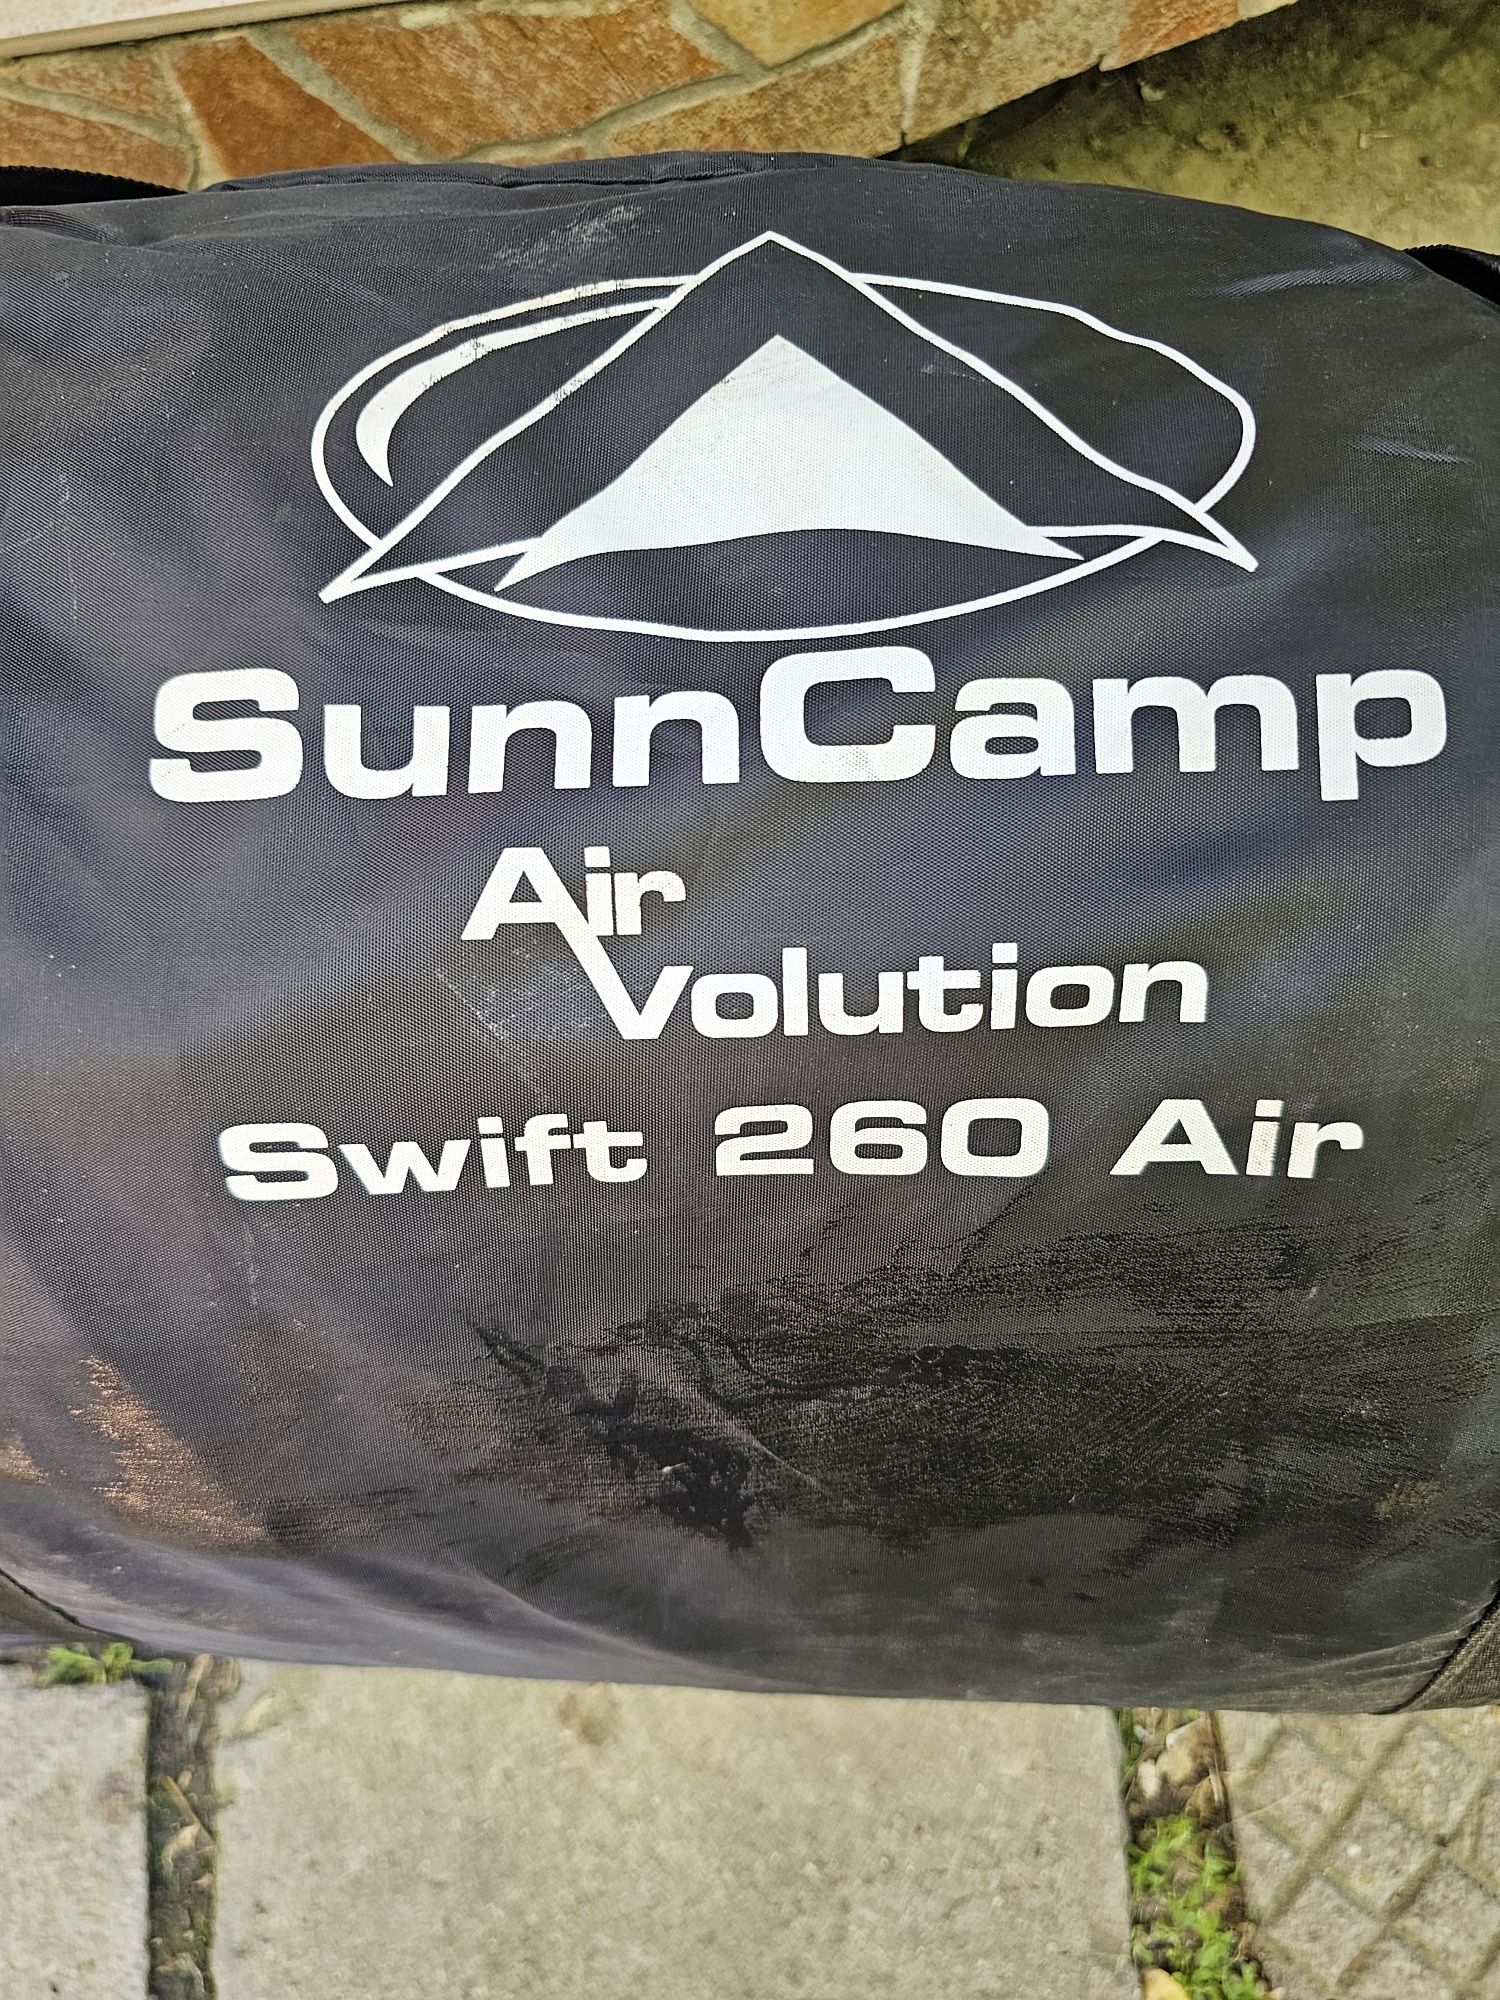 SunnCamp
Air
Volution
Swift 260 Air